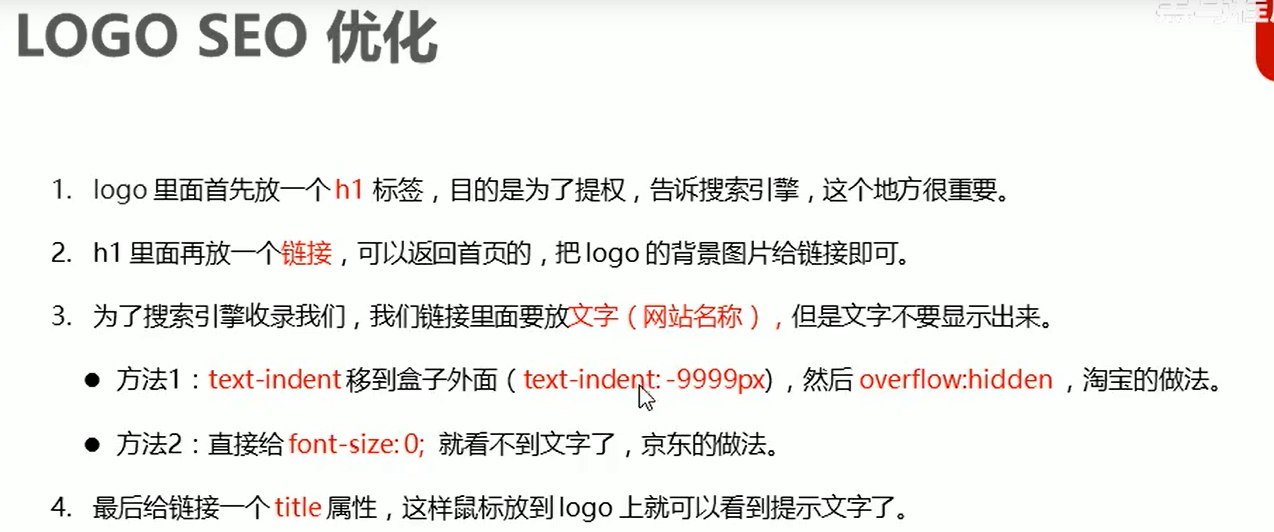 LOGO SEO 优化
1. logo 里面首先放一个 h1 标签，目的是为了提权，告诉搜索引擎，这个地方很重要。
2. h1 里面再放一个链接，可以返回首页的，把 logo 的背景图片给链接即可。
3. 为了搜索引擎收录我们，我们链接里面要放文字（网站名称），但是文字不要显示出来。
● 方法1：text-indent 移到盒子外面（text-indent: -9999px)，然后 overflow:hidden ，淘宝的做法。
● 方法2：直接给 font-size: 0; 就看不到文字了，京东的做法。
4. 最后给链接一个 title 属性，这样鼠标放到 logo 上就可以看到提示文字了。